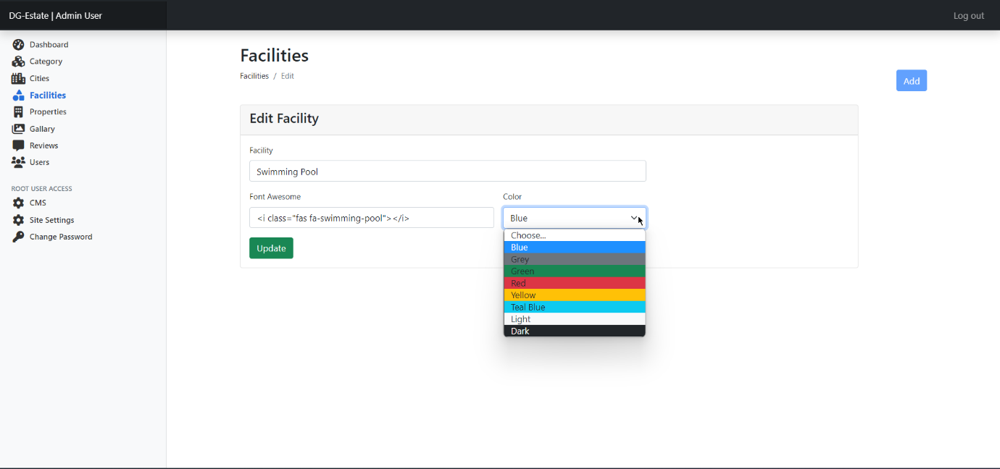 DG-Estate | Admin User
Log out
Dashboard
Category
Cities
Facilities
Properties
Gallary
Reviews
Users
ROOT USER ACCESS
CMS
Site Settings
Change Password
Facilities
Facilities / Edit
Add
Edit Facility
Facility
Swimming Pool
Font Awesome
Color
<i class="fas fa-swimming-pool"></i>
Blue
Update
Choose...
Blue
Grey
Green
Red
Yellow
Teal Blue
Light
Dark